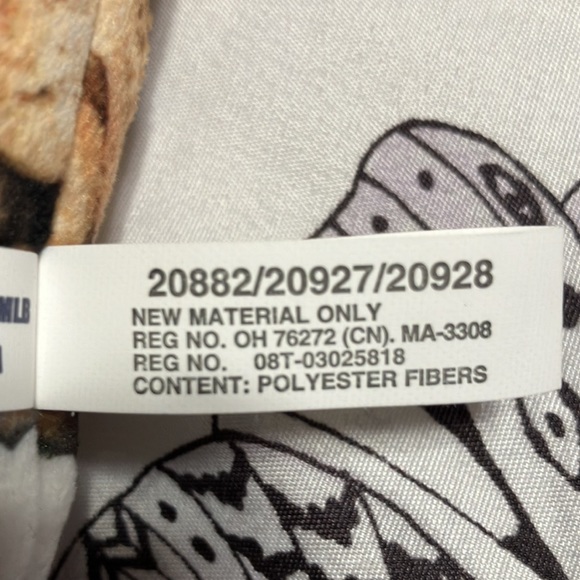 20882/20927/20928
NEW MATERIAL ONLY
REG NO. OH 76272 (CN). MA-3308
REG NO. 08T-03025818
CONTENT: POLYESTER FIBERS
MLB